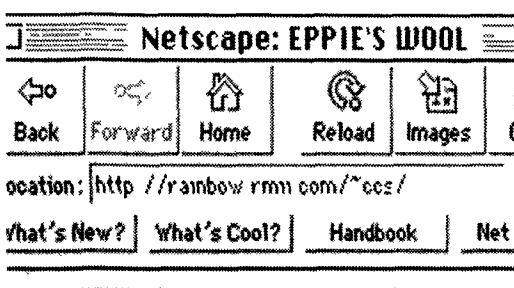 Netscape: EPPIE'S WOOL
Back Forward Home Reload Images
ocation: http //rainbow rmn com/~ccs/
What's New? What's Cool? Handbook Net